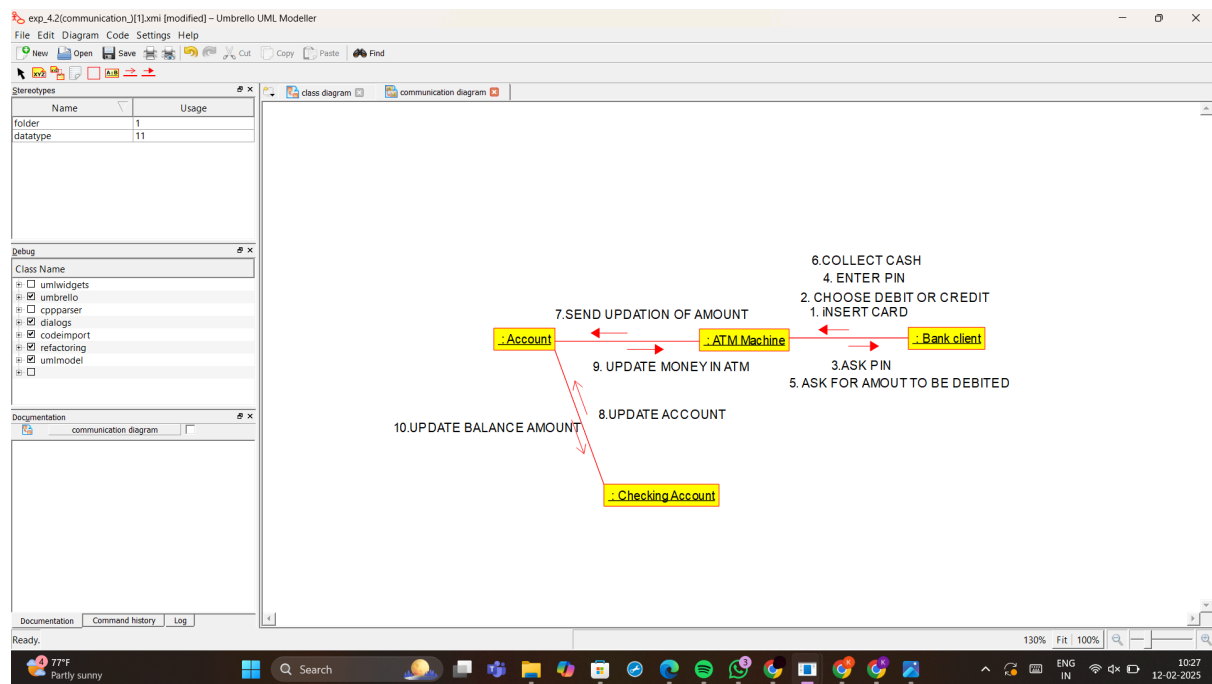 exp_4.2(communication_)[1].xmi [modified] – Umbrello UML Modeller
File Edit Diagram Code Settings Help
New Open Save Cut Copy Paste Find
Stereotypes
class diagram communication diagram
Name Usage
folder 1
datatype 11
Debug
Class Name
umlwidgets
umbrello
cppparser
dialogs
codeimport
refactoring
umlmodel
Documentation
communication diagram
6.COLLECT CASH
4. ENTER PIN
2. CHOOSE DEBIT OR CREDIT
1. iNSERT CARD
7.SEND UPDATION OF AMOUNT
: Account
: ATM Machine
: Bank client
9. UPDATE MONEY IN ATM
3.ASK PIN
5. ASK FOR AMOUT TO BE DEBITED
8.UPDATE ACCOUNT
10.UPDATE BALANCE AMOUNT
: Checking Account
Documentation Command history Log
Ready.
130% Fit 100%
4
77°F
Partly sunny
Search
3
K
K
ENG
IN
10:27
12-02-2025